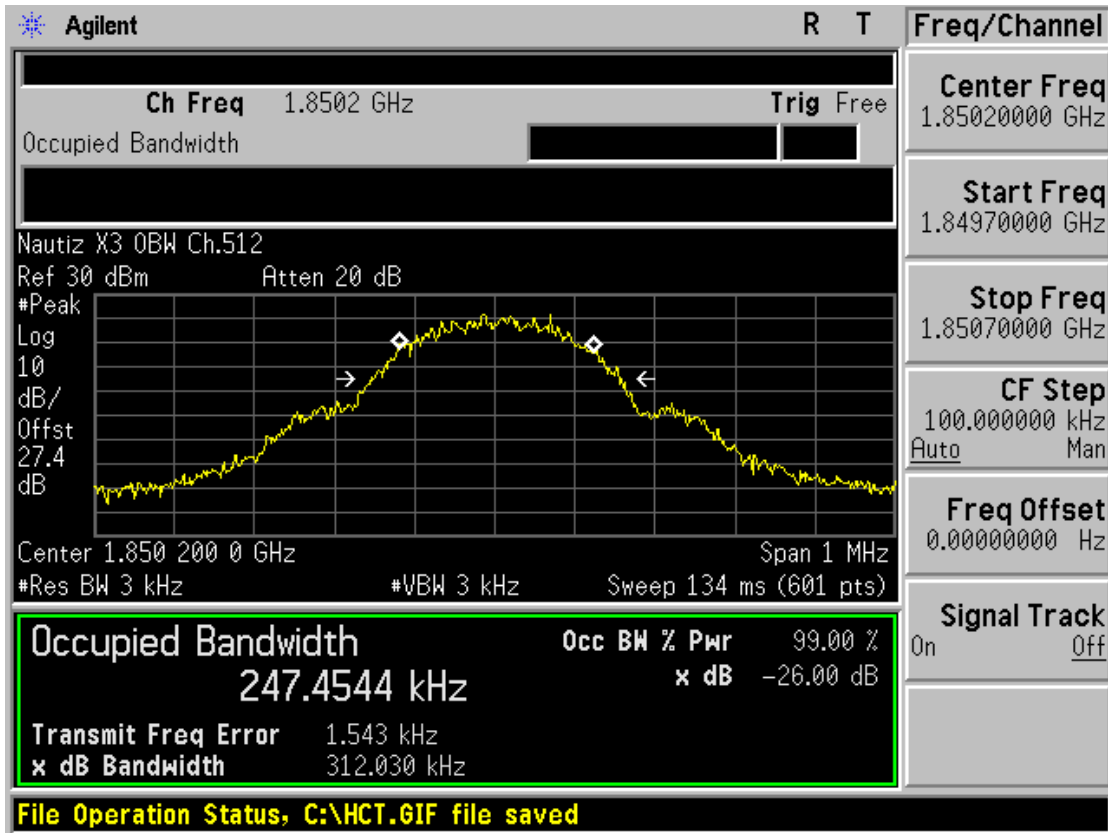 Agilent R T
Ch Freq 1.8502 GHz Trig Free
Occupied Bandwidth
Nautiz X3 OBW Ch.512
Ref 30 dBm Atten 20 dB
#Peak
Log
10
dB/
Offst
27.4
dB
Center 1.850 200 0 GHz Span 1 MHz
#Res BW 3 kHz #VBW 3 kHz Sweep 134 ms (601 pts)
Occupied Bandwidth
247.4544 kHz
Occ BW % Pwr 99.00 %
x dB -26.00 dB
Transmit Freq Error 1.543 kHz
x dB Bandwidth 312.030 kHz
File Operation Status, C:\HCT.GIF file saved
Freq/Channel
Center Freq
1.85020000 GHz
Start Freq
1.84970000 GHz
Stop Freq
1.85070000 GHz
CF Step
100.000000 kHz
Auto Man
Freq Offset
0.00000000 Hz
Signal Track
On Off